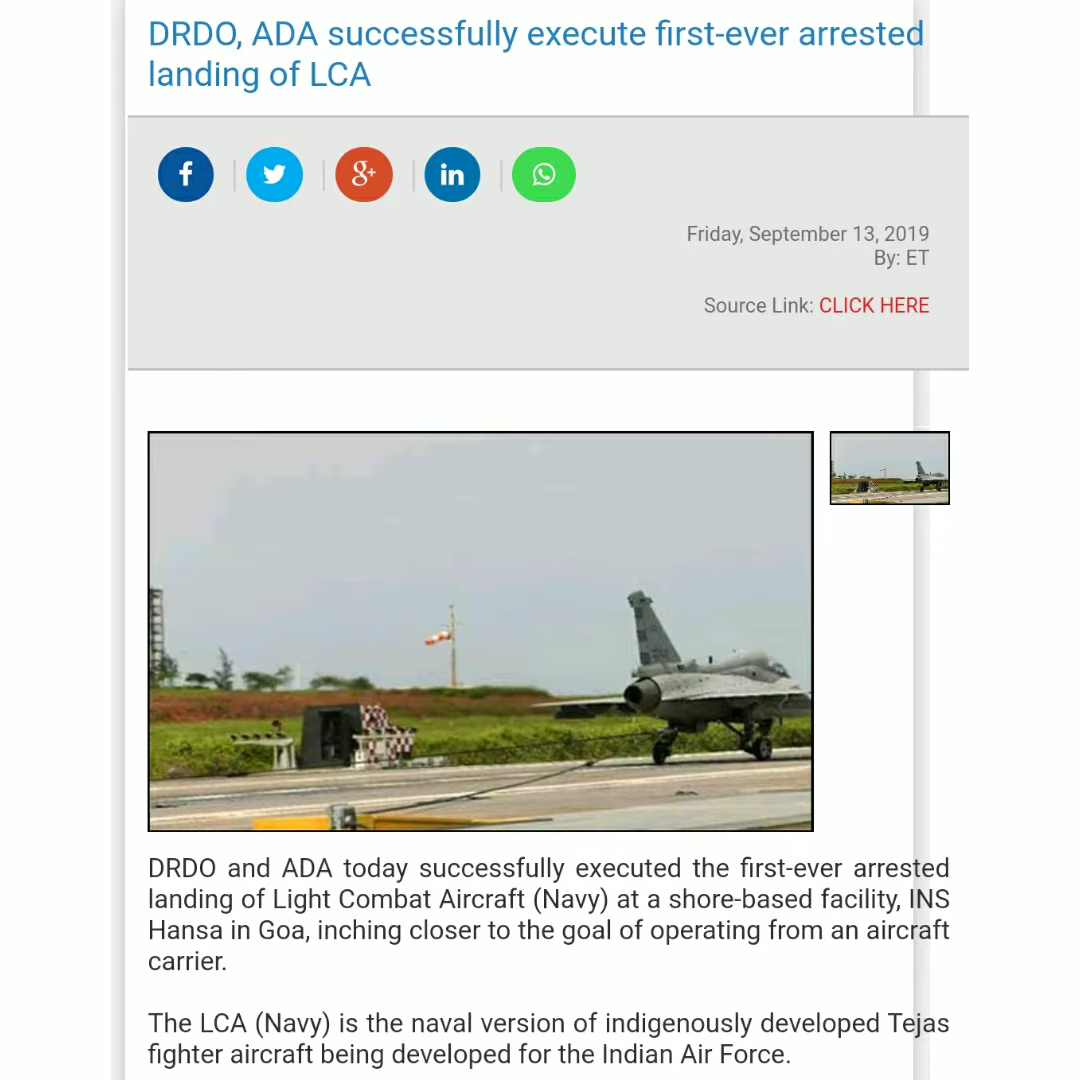 DRDO, ADA successfully execute first-ever arrested
landing of LCA
f
g+
in
Friday, September 13, 2019
By: ET
Source Link: CLICK HERE
DRDO and ADA today successfully executed the first-ever arrested
landing of Light Combat Aircraft (Navy) at a shore-based facility, INS
Hansa in Goa, inching closer to the goal of operating from an aircraft
carrier.
The LCA (Navy) is the naval version of indigenously developed Tejas
fighter aircraft being developed for the Indian Air Force.